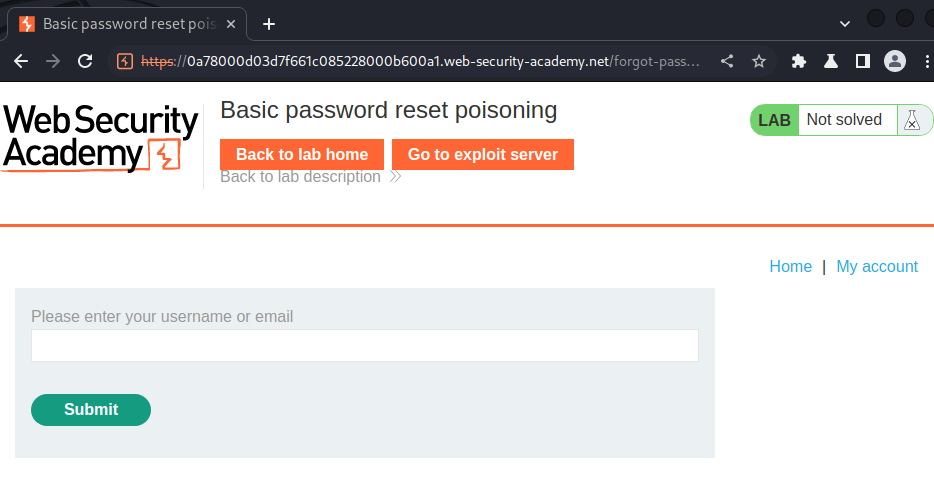 Basic password reset pois
https://0a78000d03d7f661c085228000b600a1.web-security-academy.net/forgot-pass...
Web Security
Academy
Basic password reset poisoning
Back to lab home
Go to exploit server
Back to lab description
LAB
Not solved
Home | My account
Please enter your username or email
Submit